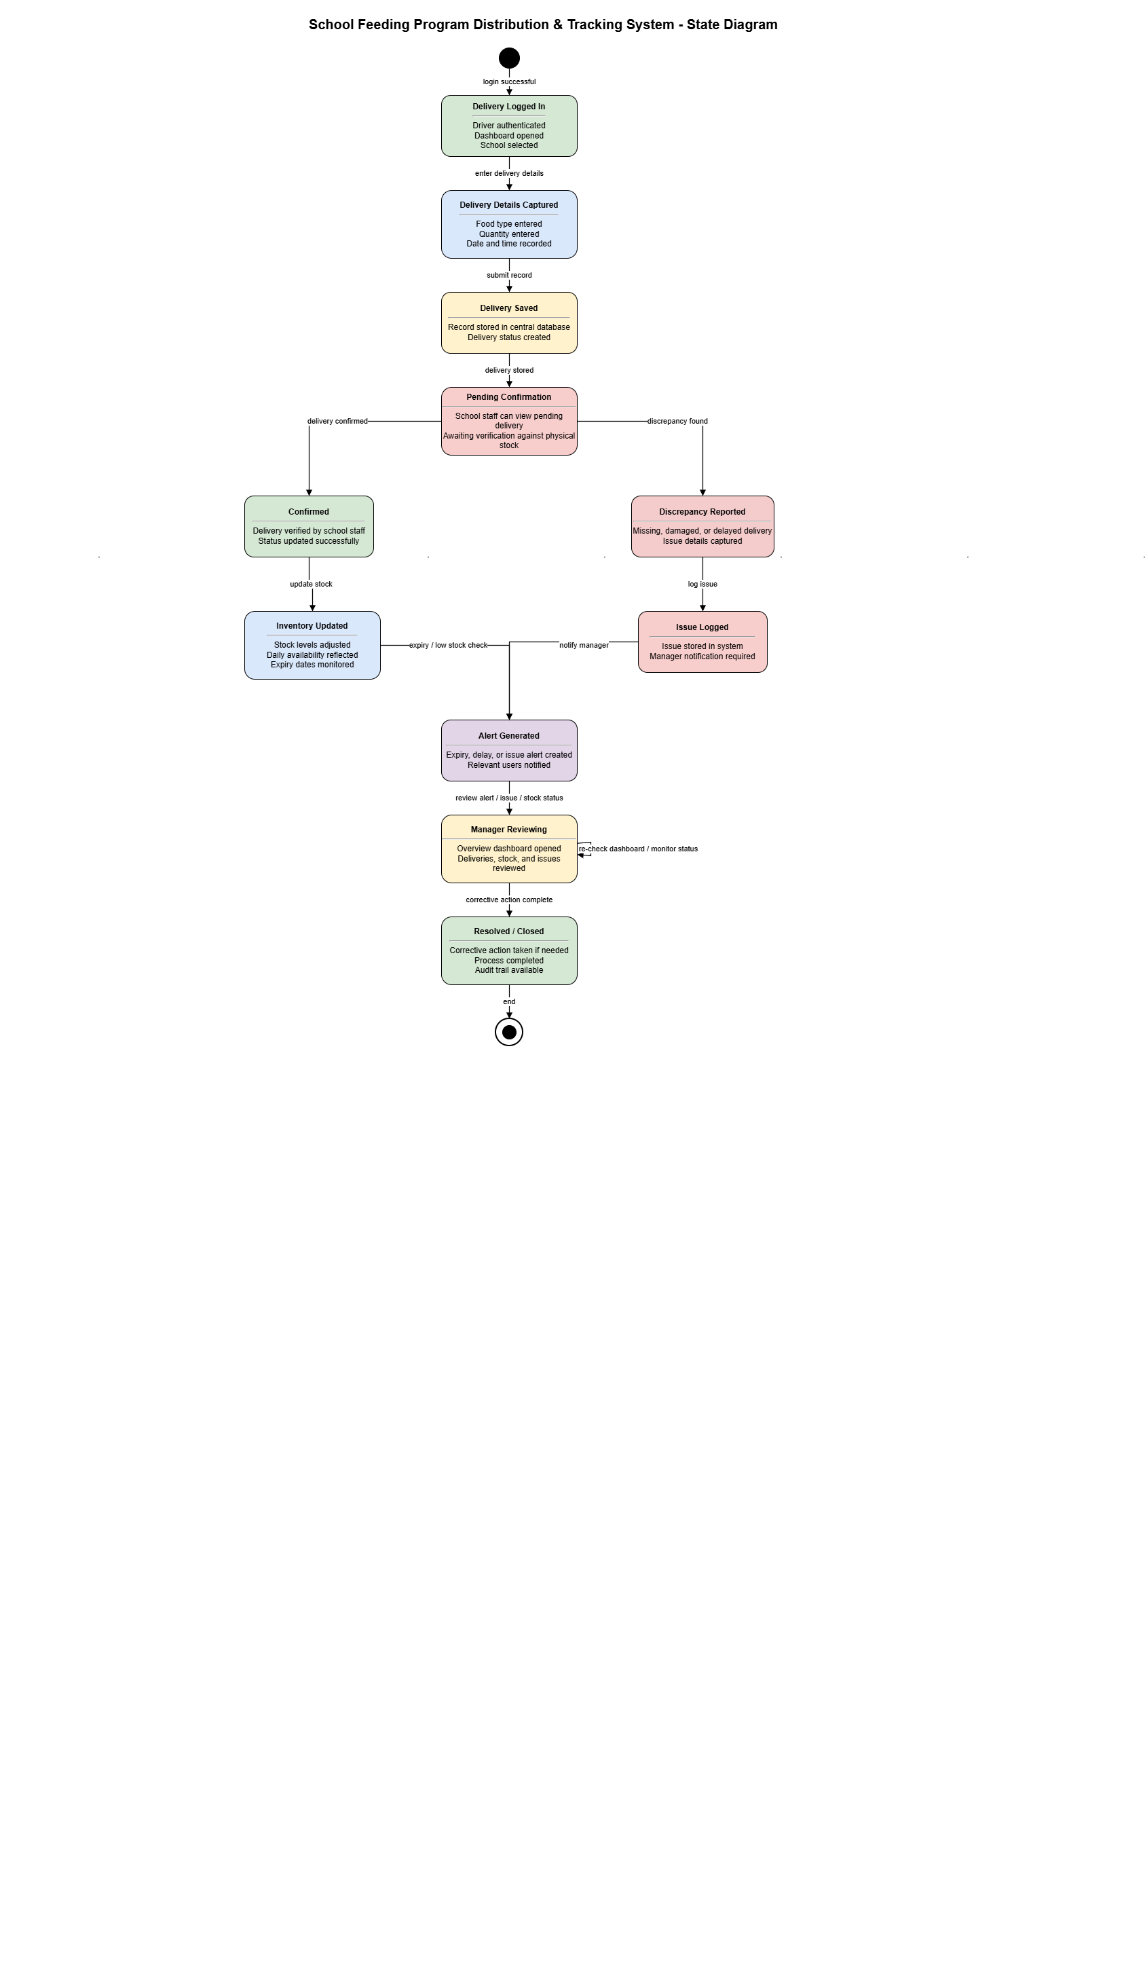 School Feeding Program Distribution & Tracking System - State Diagram
login successful
Delivery Logged In
Driver authenticated
Dashboard opened
School selected
enter delivery details
Delivery Details Captured
Food type entered
Quantity entered
Date and time recorded
submit record
Delivery Saved
Record stored in central database
Delivery status created
delivery stored
Pending Confirmation
School staff can view pending
delivery
Awaiting verification against physical
stock
delivery confirmed
discrepancy found
Confirmed
Delivery verified by school staff
Status updated successfully
Discrepancy Reported
Missing, damaged, or delayed delivery
Issue details captured
update stock
log issue
Inventory Updated
Stock levels adjusted
Daily availability reflected
Expiry dates monitored
Issue Logged
Issue stored in system
Manager notification required
expiry / low stock check
notify manager
Alert Generated
Expiry, delay, or issue alert created
Relevant users notified
review alert / issue / stock status
Manager Reviewing
Overview dashboard opened
Deliveries, stock, and issues
reviewed
re-check dashboard / monitor status
corrective action complete
Resolved / Closed
Corrective action taken if needed
Process completed
Audit trail available
end